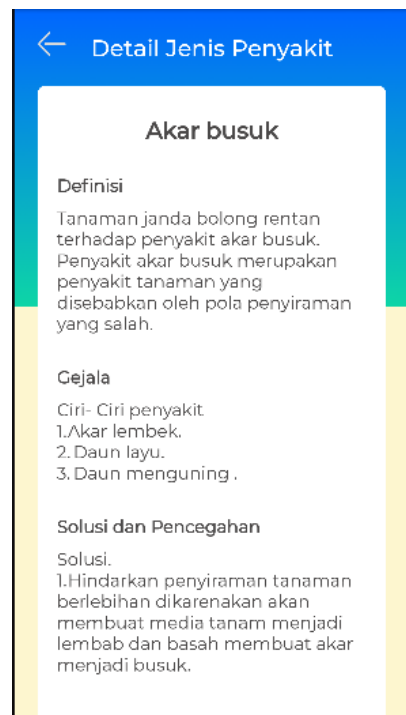 Detail Jenis Penyakit
Akar busuk
Definisi
Tanaman janda bolong rentan
terhadap penyakit akar busuk.
Penyakit akar busuk merupakan
penyakit tanaman yang
disebabkan oleh pola penyiraman
yang salah.
Gejala
Ciri- Ciri penyakit
1.Akar lembek.
2. Daun layu.
3. Daun menguning .
Solusi dan Pencegahan
Solusi.
1.Hindarkan penyiraman tanaman
berlebihan dikarenakan akan
membuat media tanam menjadi
lembab dan basah membuat akar
menjadi busuk.